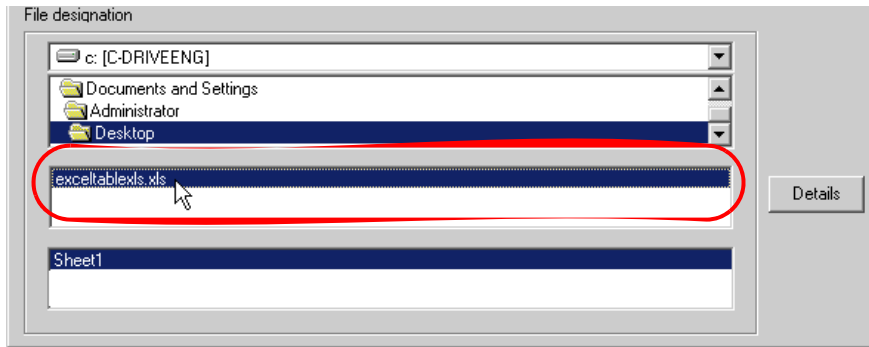 File designation
c: [C-DRIVEENG]
Documents and Settings
Administrator
Desktop
exceltablexls.xls
Details
Sheet1